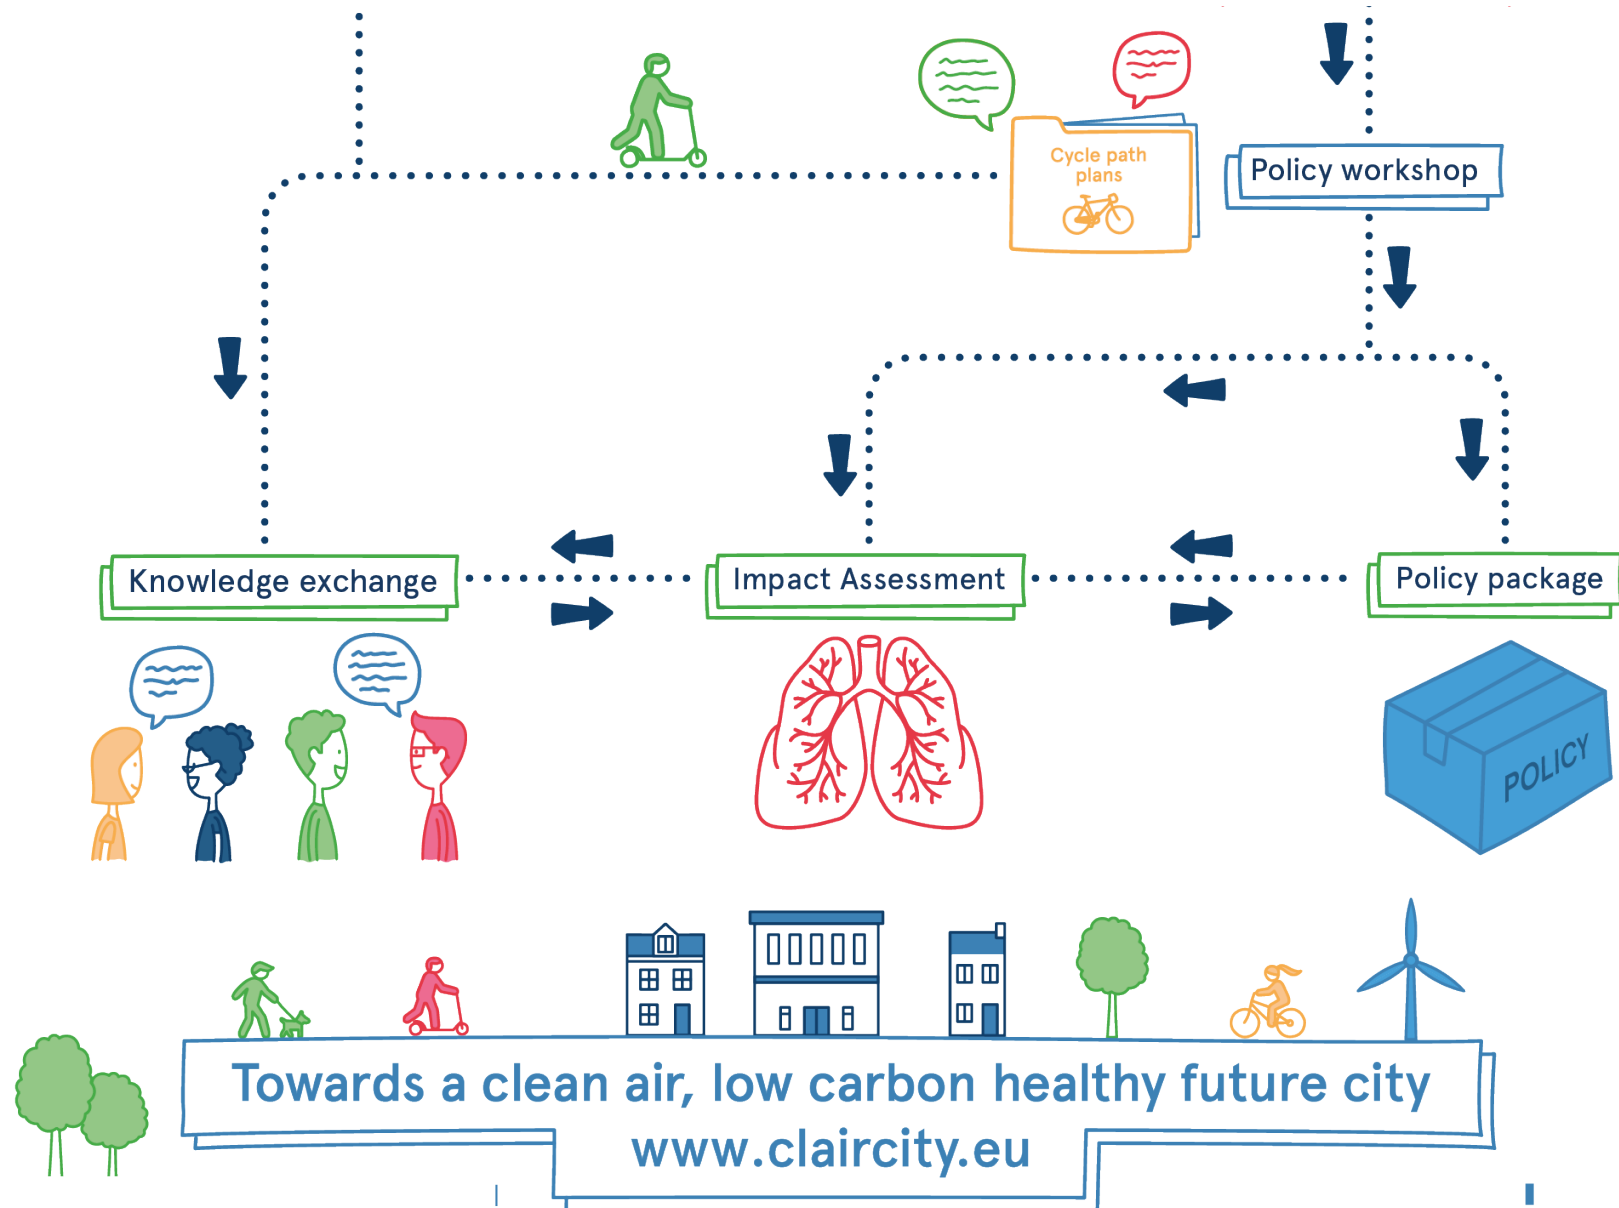 Cycle path
plans
Policy workshop
Knowledge exchange
Impact Assessment
Policy package
POLICY
Towards a clean air, low carbon healthy future city
www.claircity.eu